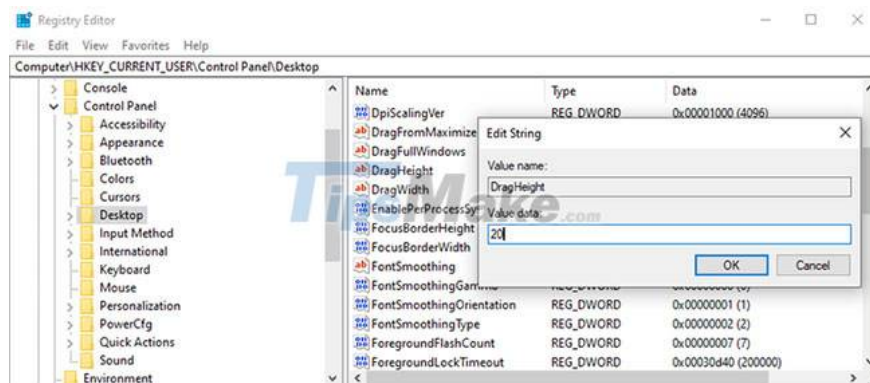 Registry Editor
File Edit View Favorites Help
Computer\HKEY_CURRENT_USER\Control Panel\Desktop
Console
Control Panel
Accessibility
Appearance
Bluetooth
Colors
Cursors
Desktop
Input Method
International
Keyboard
Mouse
Personalization
PowerCfg
Quick Actions
Sound
Environment
Name Type Data
DpiScalingVer REG_DWORD 0x00001000 (4096)
DragFromMaximize
DragFullWindows
DragHeight
DragWidth
EnablePerProcessSy
FocusBorderHeight
FocusBorderWidth
FontSmoothing
FontSmoothingGamma REG_DWORD
FontSmoothingOrientation REG_DWORD 0x00000001 (1)
FontSmoothingType REG_DWORD 0x00000002 (2)
ForegroundFlashCount REG_DWORD 0x00000007 (7)
ForegroundLockTimeout REG_DWORD 0x00030d40 (200000)
Edit String
Value name:
DragHeight
Value data:
20
OK Cancel
TipsMake.com